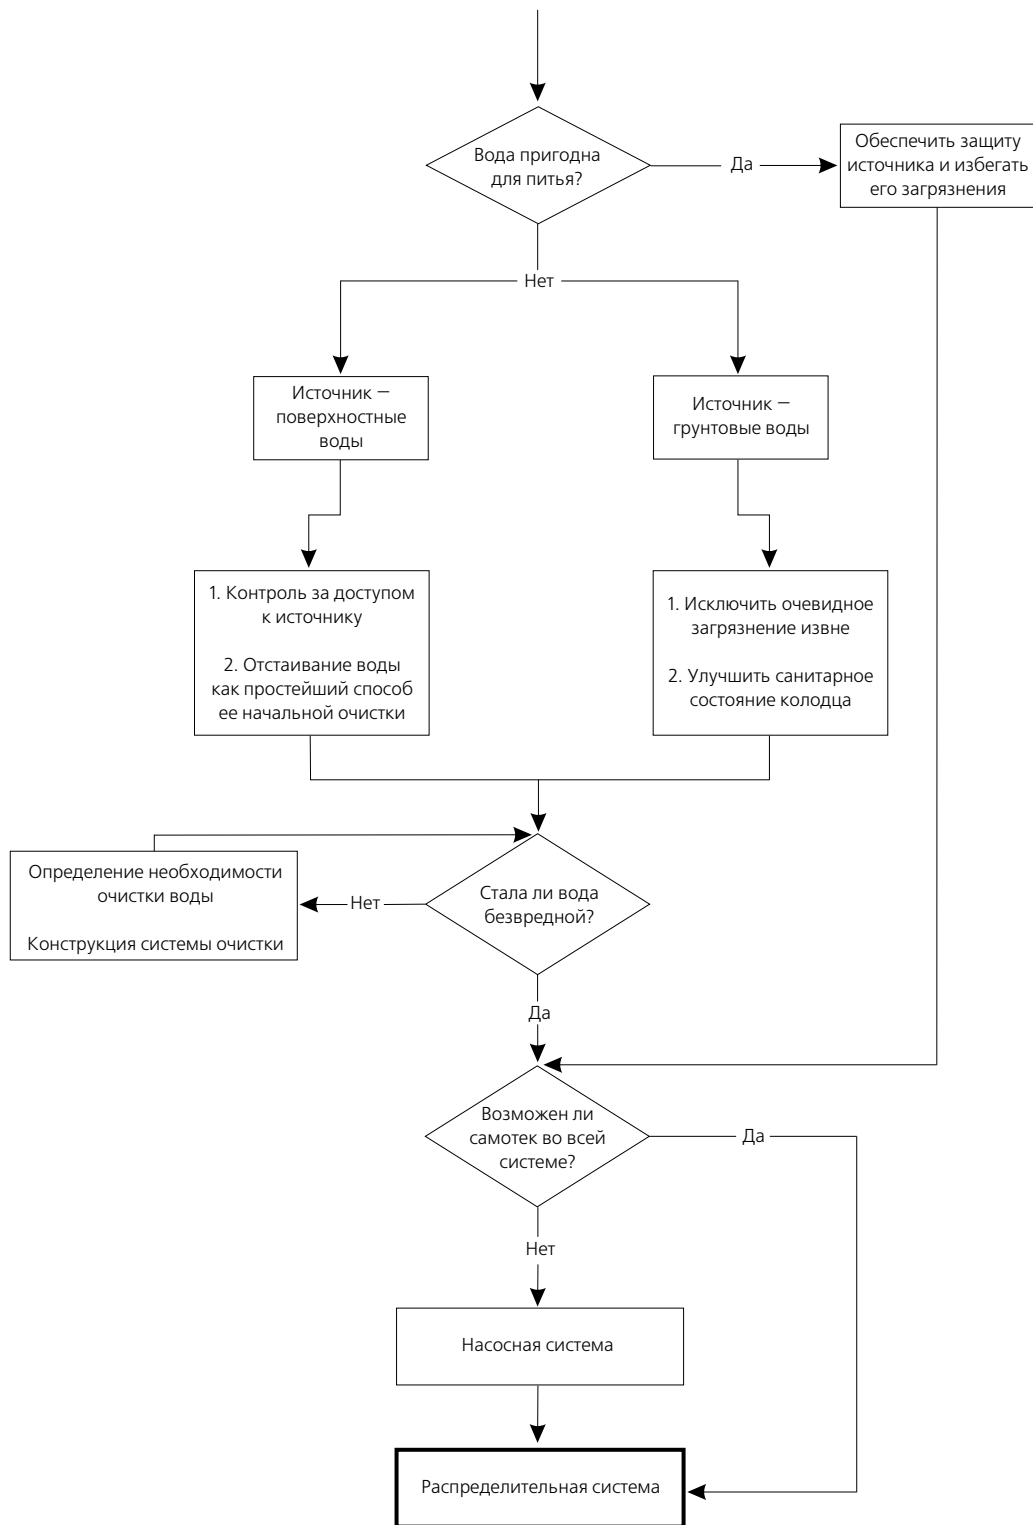 Вода пригодна
для питья?
Да
Обеспечить защиту
источника и избегать
его загрязнения
Нет
Источник —
поверхностные
воды
Источник —
грунтовые воды
1. Контроль за доступом
к источнику
2. Отстаивание воды
как простейший способ
ее начальной очистки
1. Исключить очевидное
загрязнение извне
2. Улучшить санитарное
состояние колодца
Определение необходимости
очистки воды
Конструкция системы очистки
Нет
Стала ли вода
безвредной?
Да
Возможен ли
самотек во всей
системе?
Да
Нет
Насосная система
Распределительная система